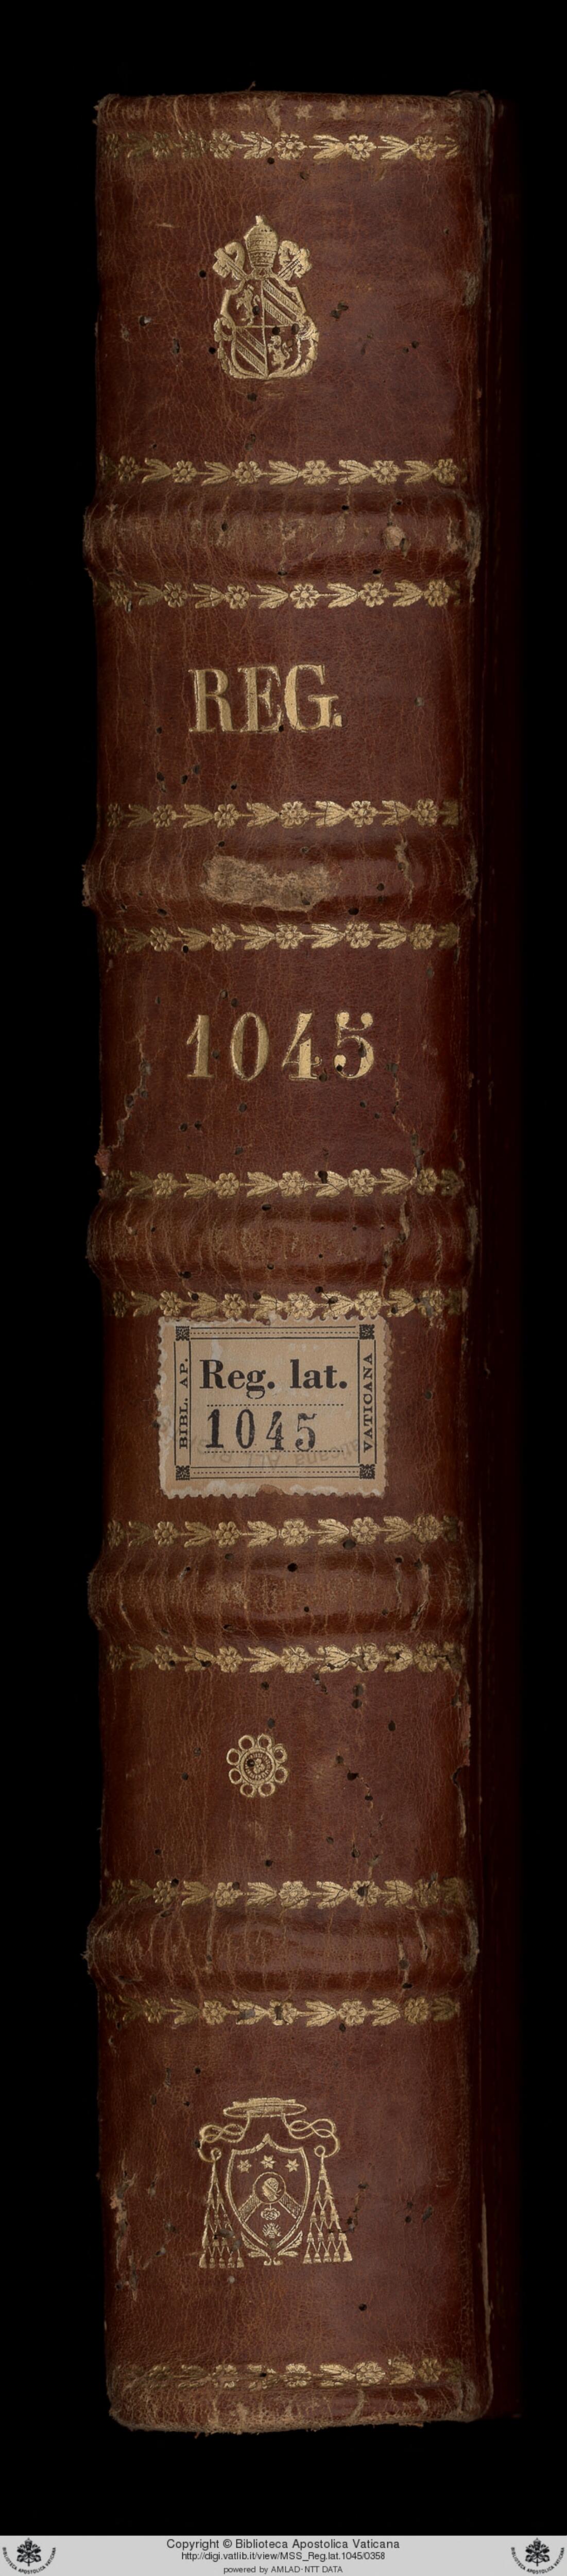 REG.
1045
BIBL. AP.
Reg. lat.
1045
VATICANA
Copyright © Biblioteca Apostolica Vaticana
http://digi.vatlib.it/view/MSS_Reg.lat.1045/0358
powered by AMLAD·NTT DATA